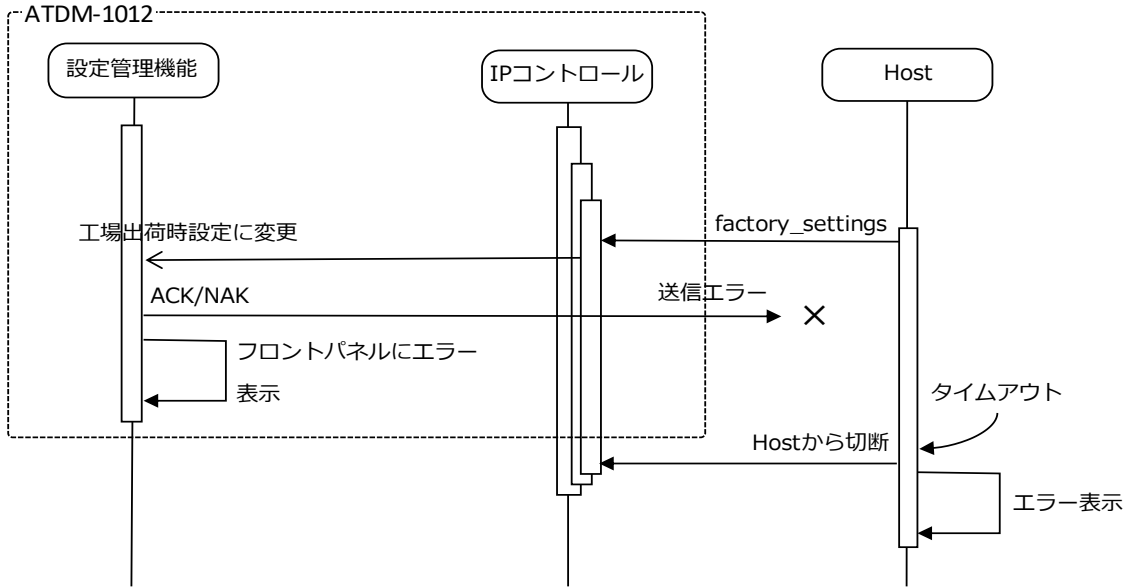 ATDM-1012
設定管理機能
IPコントロール
Host
factory_settings
工場出荷時設定に変更
ACK/NAK
送信エラー
フロントパネルにエラー
表示
タイムアウト
Hostから切断
エラー表示